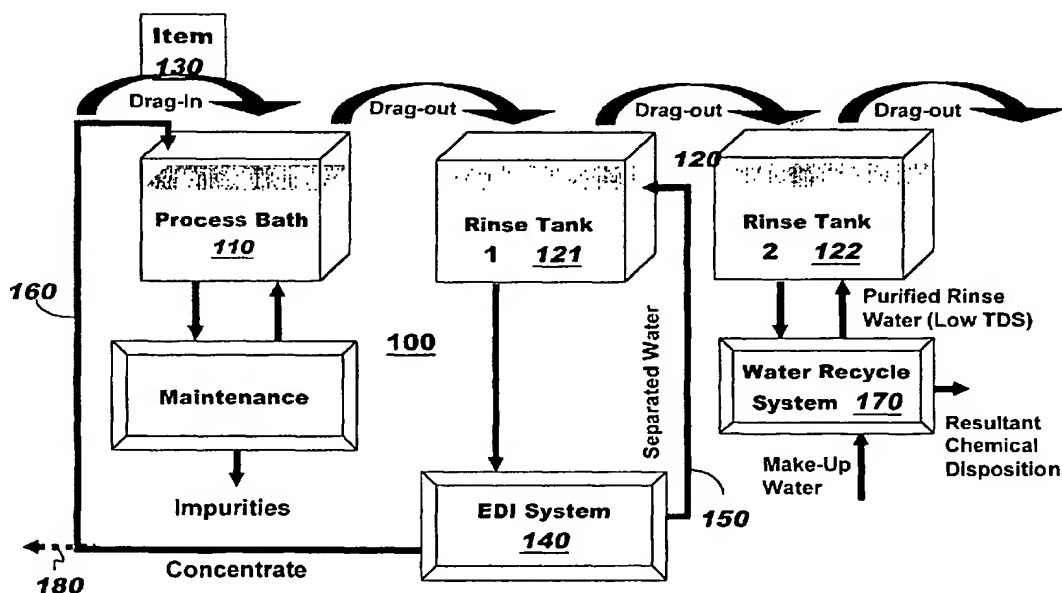 Item
130
Drag-In
Drag-out
Drag-out
Drag-out
120
Process Bath
110
Rinse Tank
1 121
Rinse Tank
2 122
160
100
Separated Water
Purified Rinse
Water (Low TDS)
Maintenance
Water Recycle
System 170
Resultant
Chemical
Disposition
Make-Up
Water
Impurities
EDI System
140
150
Concentrate
180